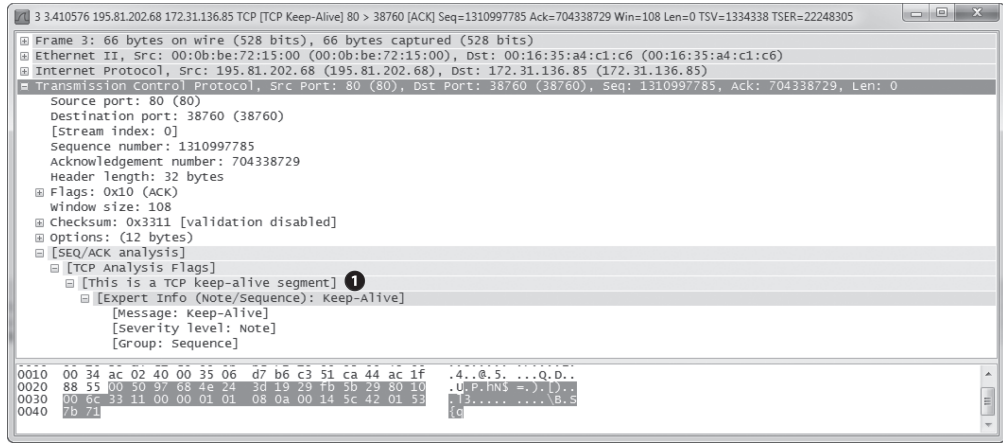 3 3.410576 195.81.202.68 172.31.136.85 TCP [TCP Keep-Alive] 80 > 38760 [ACK] Seq=1310997785 Ack=704338729 Win=108 Len=0 TSV=1334338 TSER=22248305
Frame 3: 66 bytes on wire (528 bits), 66 bytes captured (528 bits)
Ethernet II, Src: 00:0b:be:72:15:00 (00:0b:be:72:15:00), Dst: 00:16:35:a4:c1:c6 (00:16:35:a4:c1:c6)
Internet Protocol, Src: 195.81.202.68 (195.81.202.68), Dst: 172.31.136.85 (172.31.136.85)
Transmission Control Protocol, Src Port: 80 (80), Dst Port: 38760 (38760), Seq: 1310997785, Ack: 704338729, Len: 0
Source port: 80 (80)
Destination port: 38760 (38760)
[Stream index: 0]
Sequence number: 1310997785
Acknowledgement number: 704338729
Header length: 32 bytes
Flags: 0x10 (ACK)
Window size: 108
Checksum: 0x3311 [validation disabled]
Options: (12 bytes)
[SEQ/ACK analysis]
[TCP Analysis Flags]
[This is a TCP keep-alive segment] 1
[Expert Info (Note/Sequence): Keep-Alive]
[Message: Keep-Alive]
[Severity level: Note]
[Group: Sequence]
0010 00 34 ac 02 40 00 35 06 d7 b6 c3 51 ca 44 ac 1f .4..@.5. ...Q.D..
0020 88 55 00 50 97 68 4e 24 3d 19 29 fb 5b 29 80 10 .U.P.hN$ =.).[)..
0030 00 6c 33 11 00 00 01 01 08 0a 00 14 5c 42 01 53 .l3..... ....\B.S
0040 7b 71 {q